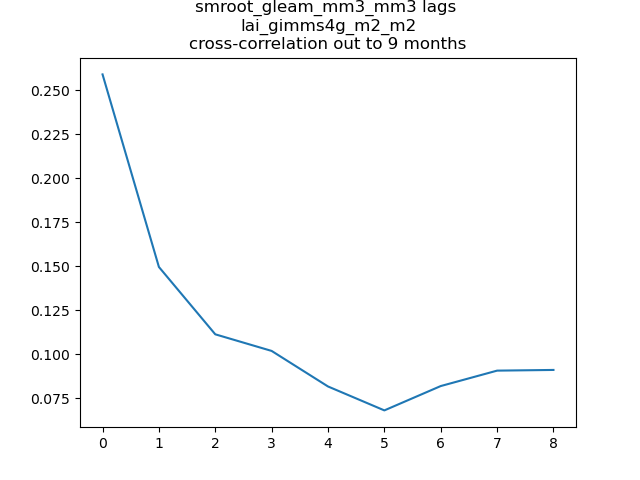 smroot_gleam_mm3_mm3 lags
lai_gimms4g_m2_m2
cross-correlation out to 9 months
0.250
0.225
0.200
0.175
0.150
0.125
0.100
0.075
0 1 2 3 4 5 6 7 8